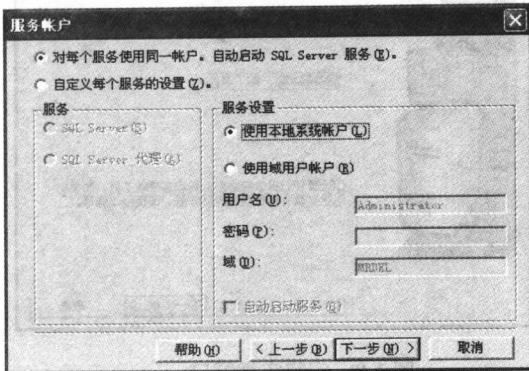 服务帐户
对每个服务使用同一帐户。自动启动 SQL Server 服务(E)。
自定义每个服务的设置(Z)。
服务
SQL Server(S)
SQL Server 代理(A)
服务设置
使用本地系统帐户(L)
使用域用户帐户(R)
用户名(U):
Administrator
密码(P):
域(D):
MRDEL
自动启动服务(O)
帮助(H)
<上一步(B)
下一步(N) >
取消